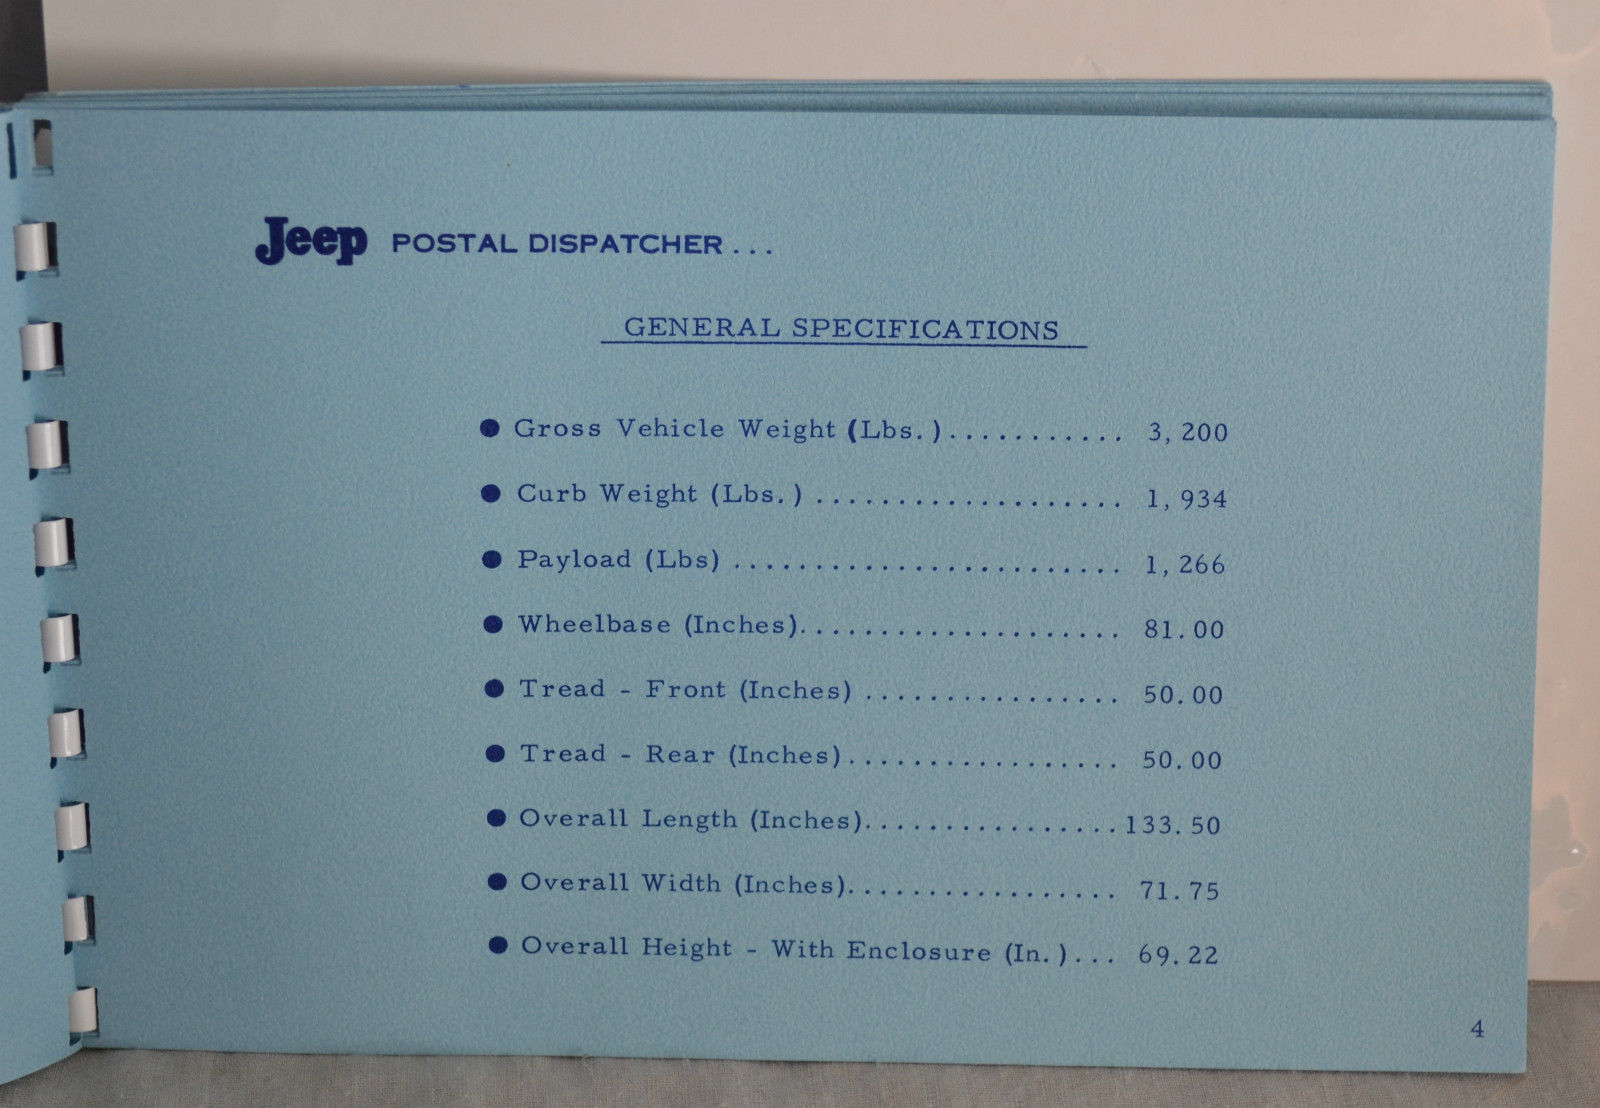 Jeep POSTAL DISPATCHER...
GENERAL SPECIFICATIONS
● Gross Vehicle Weight (Lbs.)........... 3,200
● Curb Weight (Lbs.) ................... 1,934
● Payload (Lbs) ........................ 1,266
● Wheelbase (Inches).................... 81.00
● Tread - Front (Inches) ................ 50.00
● Tread - Rear (Inches)................. 50.00
● Overall Length (Inches)................133.50
● Overall Width (Inches)................. 71.75
● Overall Height - With Enclosure (In.)... 69.22
4